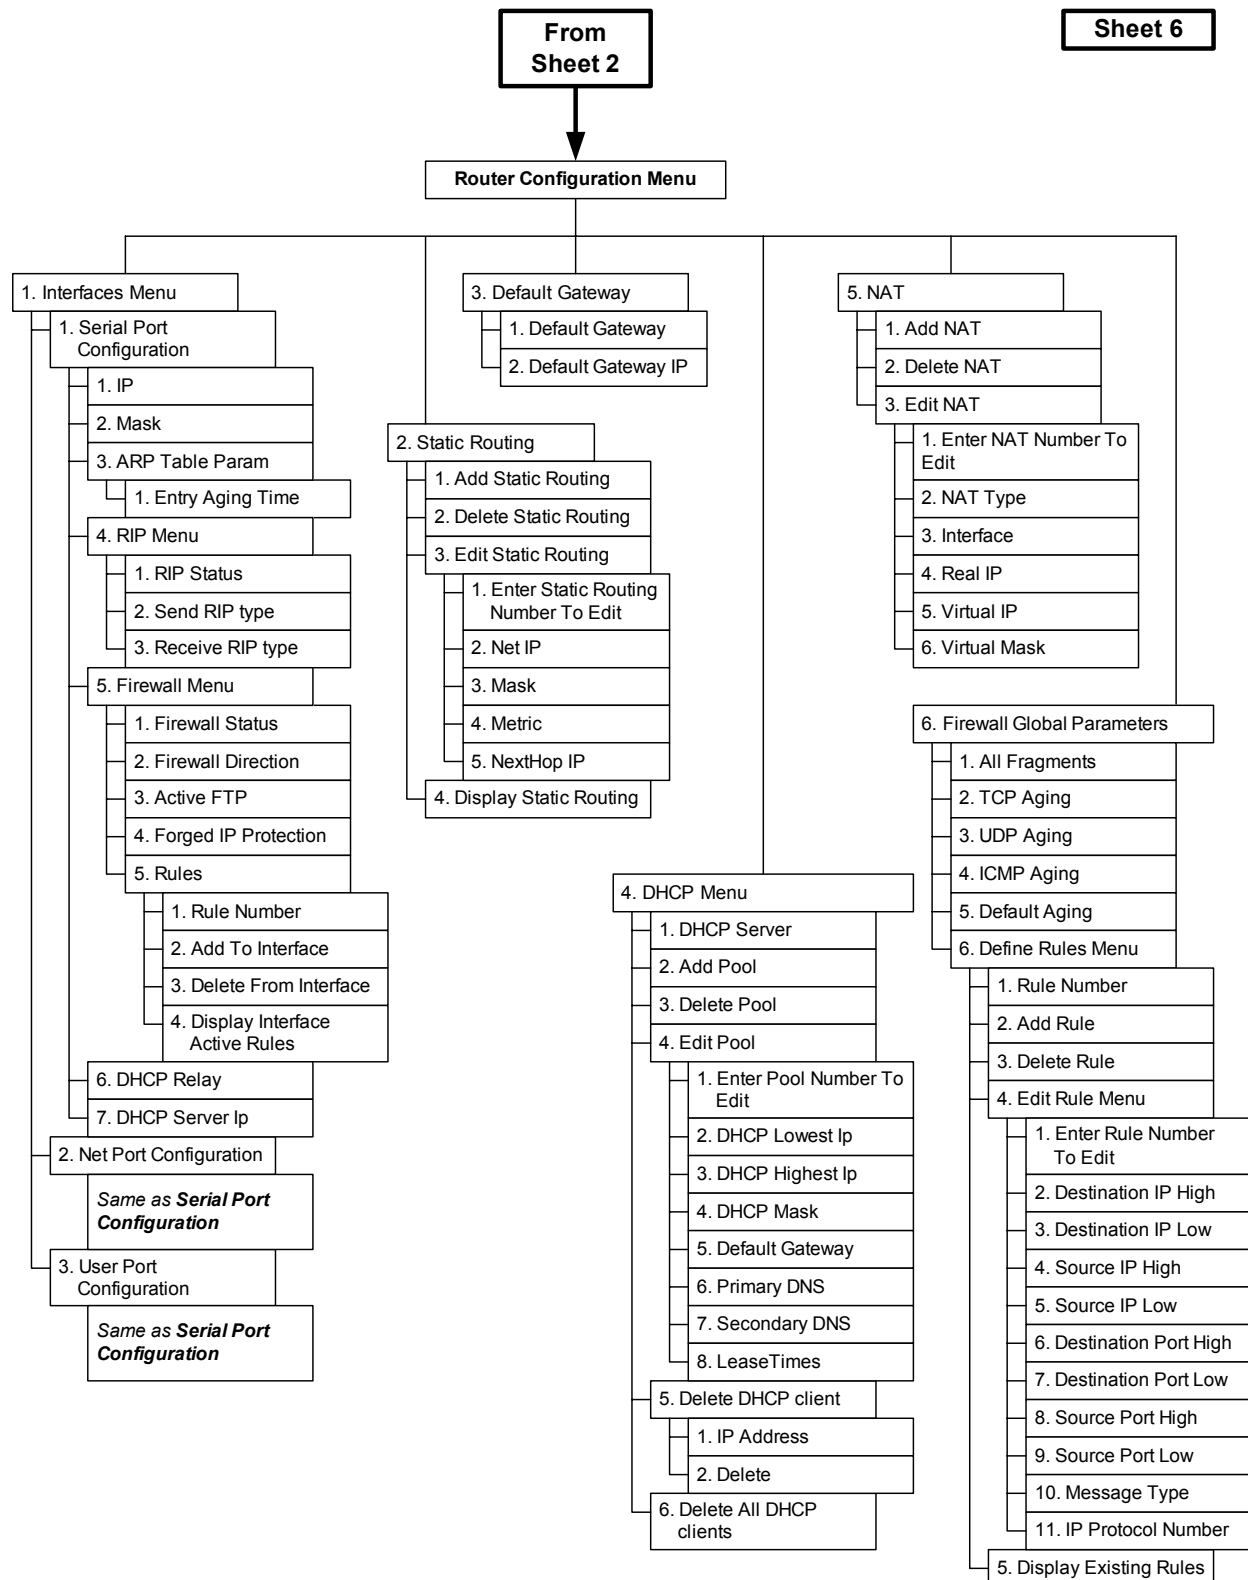 From
Sheet 2
Sheet 6
Router Configuration Menu
1. Interfaces Menu
1. Serial Port
Configuration
1. IP
2. Mask
3. ARP Table Param
1. Entry Aging Time
4. RIP Menu
1. RIP Status
2. Send RIP type
3. Receive RIP type
5. Firewall Menu
1. Firewall Status
2. Firewall Direction
3. Active FTP
4. Forged IP Protection
5. Rules
1. Rule Number
2. Add To Interface
3. Delete From Interface
4. Display Interface
Active Rules
6. DHCP Relay
7. DHCP Server Ip
2. Net Port Configuration
Same as Serial Port
Configuration
3. User Port
Configuration
Same as Serial Port
Configuration
2. Static Routing
1. Add Static Routing
2. Delete Static Routing
3. Edit Static Routing
1. Enter Static Routing
Number To Edit
2. Net IP
3. Mask
4. Metric
5. NextHop IP
4. Display Static Routing
3. Default Gateway
1. Default Gateway
2. Default Gateway IP
4. DHCP Menu
1. DHCP Server
2. Add Pool
3. Delete Pool
4. Edit Pool
1. Enter Pool Number To
Edit
2. DHCP Lowest Ip
3. DHCP Highest Ip
4. DHCP Mask
5. Default Gateway
6. Primary DNS
7. Secondary DNS
8. LeaseTimes
5. Delete DHCP client
1. IP Address
2. Delete
6. Delete All DHCP
clients
5. NAT
1. Add NAT
2. Delete NAT
3. Edit NAT
1. Enter NAT Number To
Edit
2. NAT Type
3. Interface
4. Real IP
5. Virtual IP
6. Virtual Mask
6. Firewall Global Parameters
1. All Fragments
2. TCP Aging
3. UDP Aging
4. ICMP Aging
5. Default Aging
6. Define Rules Menu
1. Rule Number
2. Add Rule
3. Delete Rule
4. Edit Rule Menu
1. Enter Rule Number
To Edit
2. Destination IP High
3. Destination IP Low
4. Source IP High
5. Source IP Low
6. Destination Port High
7. Destination Port Low
8. Source Port High
9. Source Port Low
10. Message Type
11. IP Protocol Number
5. Display Existing Rules